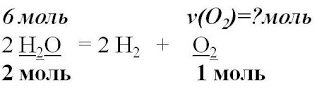 6 моль ν(O₂)=?моль
2 H₂O = 2 H₂ + O₂
2 моль 1 моль